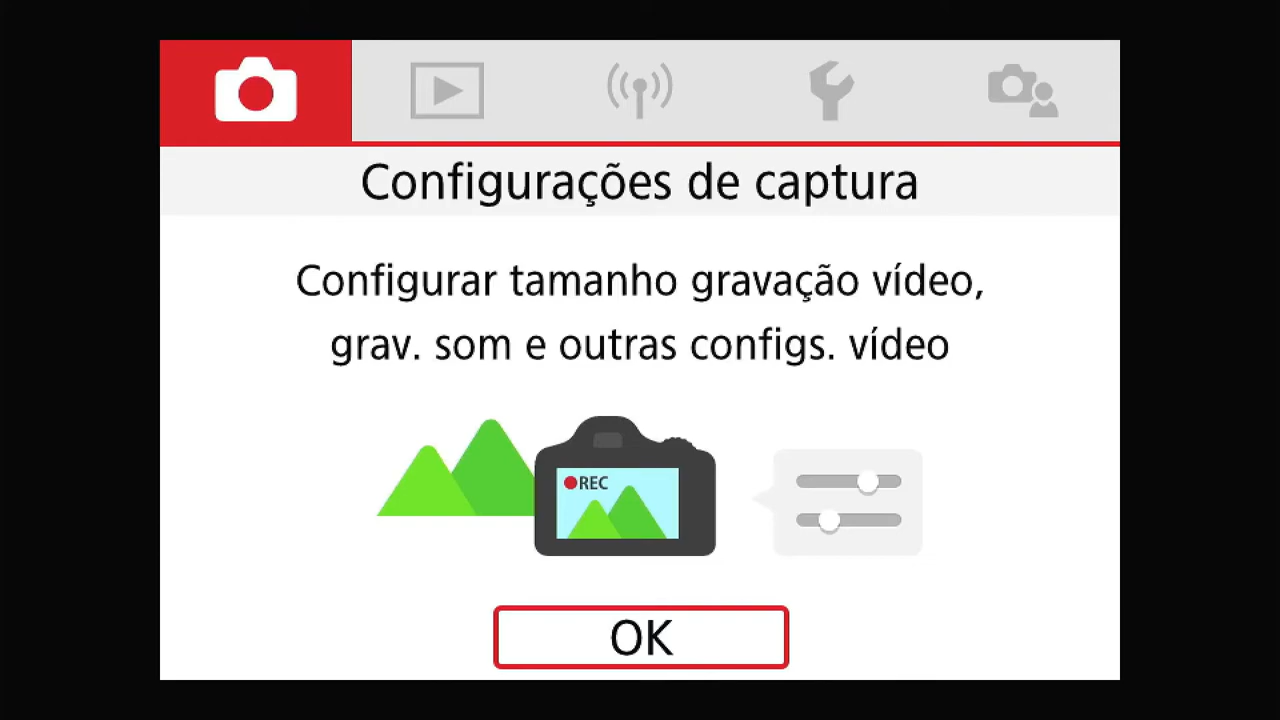 Configurações de captura
Configurar tamanho gravação vídeo,
grav. som e outras configs. vídeo
REC
OK